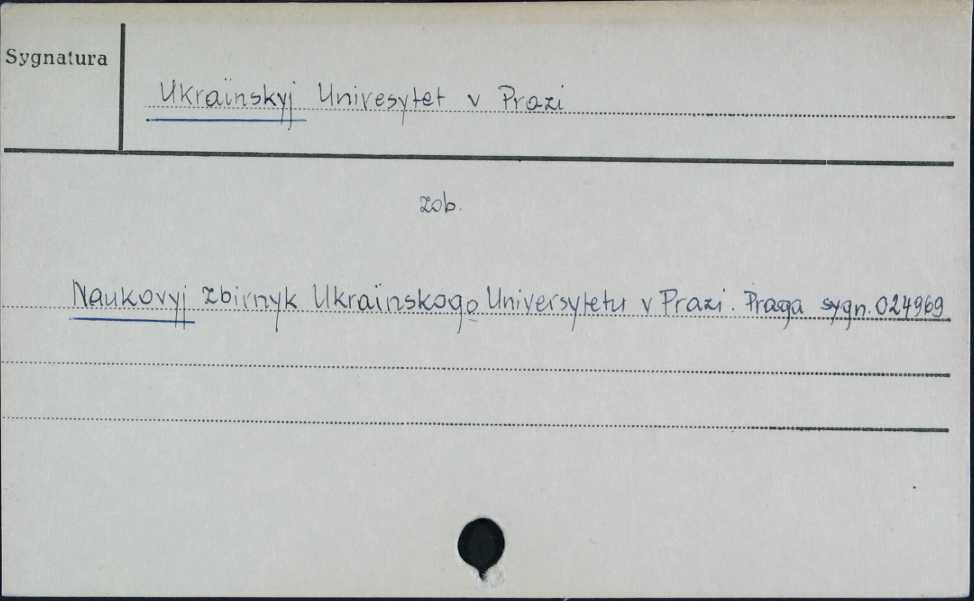 Sygnatura
Ukraïnskyj Univesytet v Prazi
zob.
Naukovyj zbirnyk Ukraïnskogo Universytetu v Prazi. Praga sygn. 024969